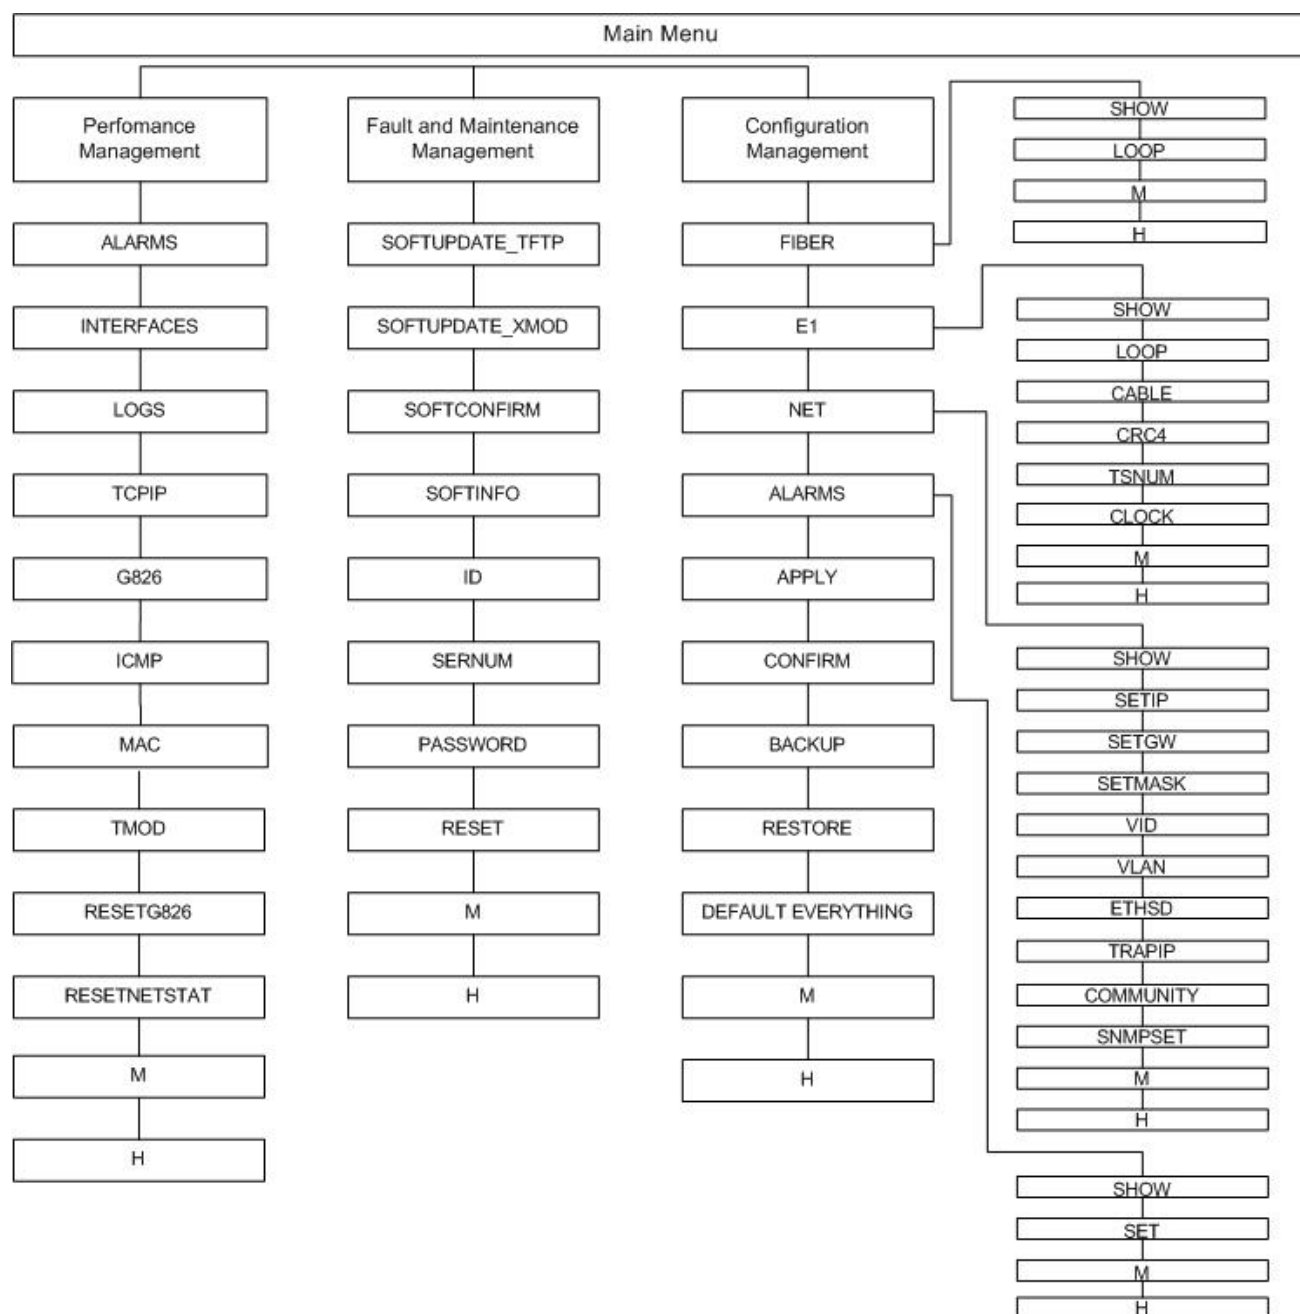 Main Menu
Perfomance
Management
ALARMS
INTERFACES
LOGS
TCPIP
G826
ICMP
MAC
TMOD
RESETG826
RESETNETSTAT
M
H
Fault and Maintenance
Management
SOFTUPDATE_TFTP
SOFTUPDATE_XMOD
SOFTCONFIRM
SOFTINFO
ID
SERNUM
PASSWORD
RESET
M
H
Configuration
Management
FIBER
E1
NET
ALARMS
APPLY
CONFIRM
BACKUP
RESTORE
DEFAULT EVERYTHING
M
H
SHOW
LOOP
M
H
SHOW
LOOP
CABLE
CRC4
TSNUM
CLOCK
M
H
SHOW
SETIP
SETGW
SETMASK
VID
VLAN
ETHSD
TRAPIP
COMMUNITY
SNMPSET
M
H
SHOW
SET
M
H